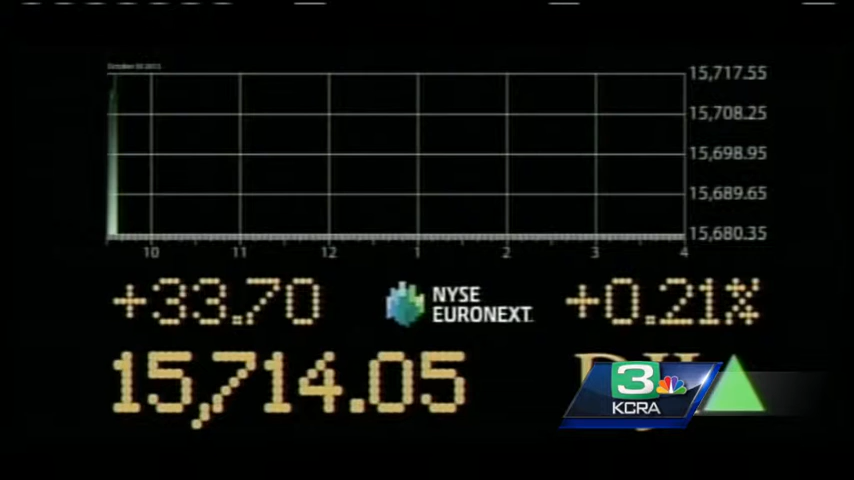 15,717.55
15,708.25
15,698.95
15,689.65
15,680.35
10 11 12 1 2 3 4
+33.70
NYSE
EURONEXT
+0.21%
15,714.05
3
KCRA